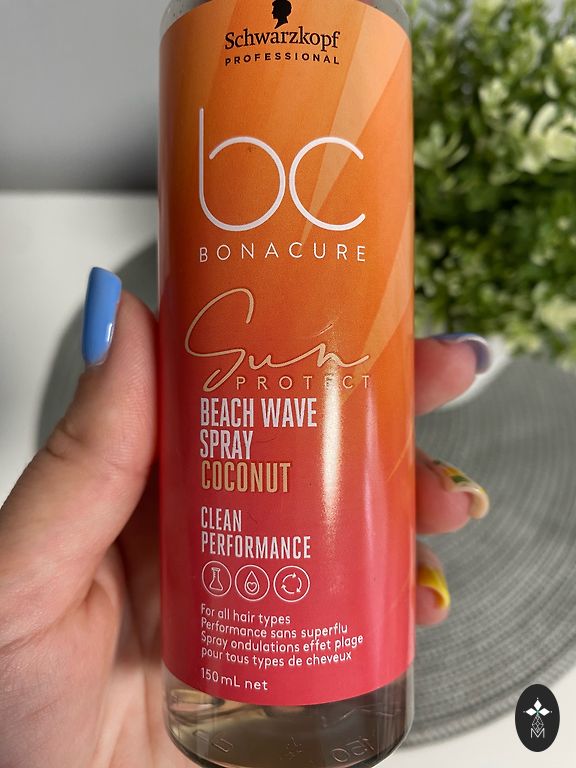 Schwarzkopf
PROFESSIONAL
bc
BONACURE
Sun
PROTECT
BEACH WAVE
SPRAY
COCONUT
CLEAN
PERFORMANCE
For all hair types
Performance sans superflu
Spray ondulations effet plage
pour tous types de cheveux
150 mL net